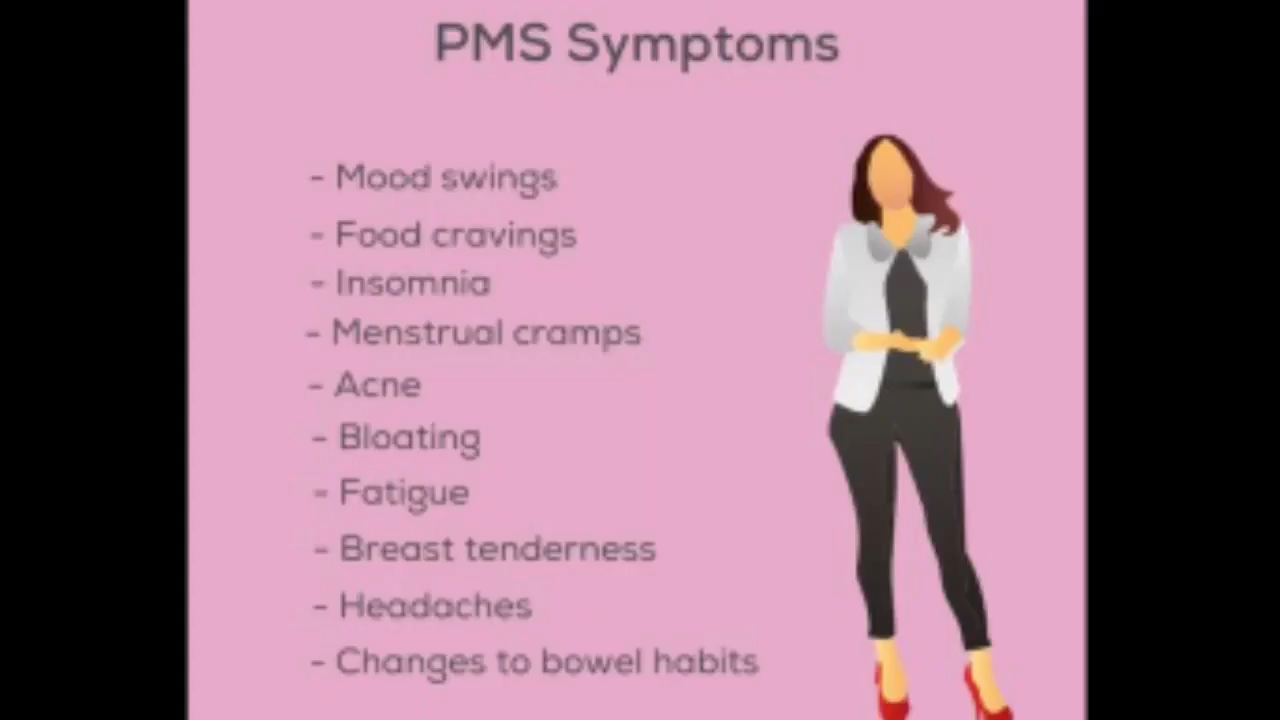 PMS Symptoms
- Mood swings
- Food cravings
- Insomnia
- Menstrual cramps
- Acne
- Bloating
- Fatigue
- Breast tenderness
- Headaches
- Changes to bowel habits